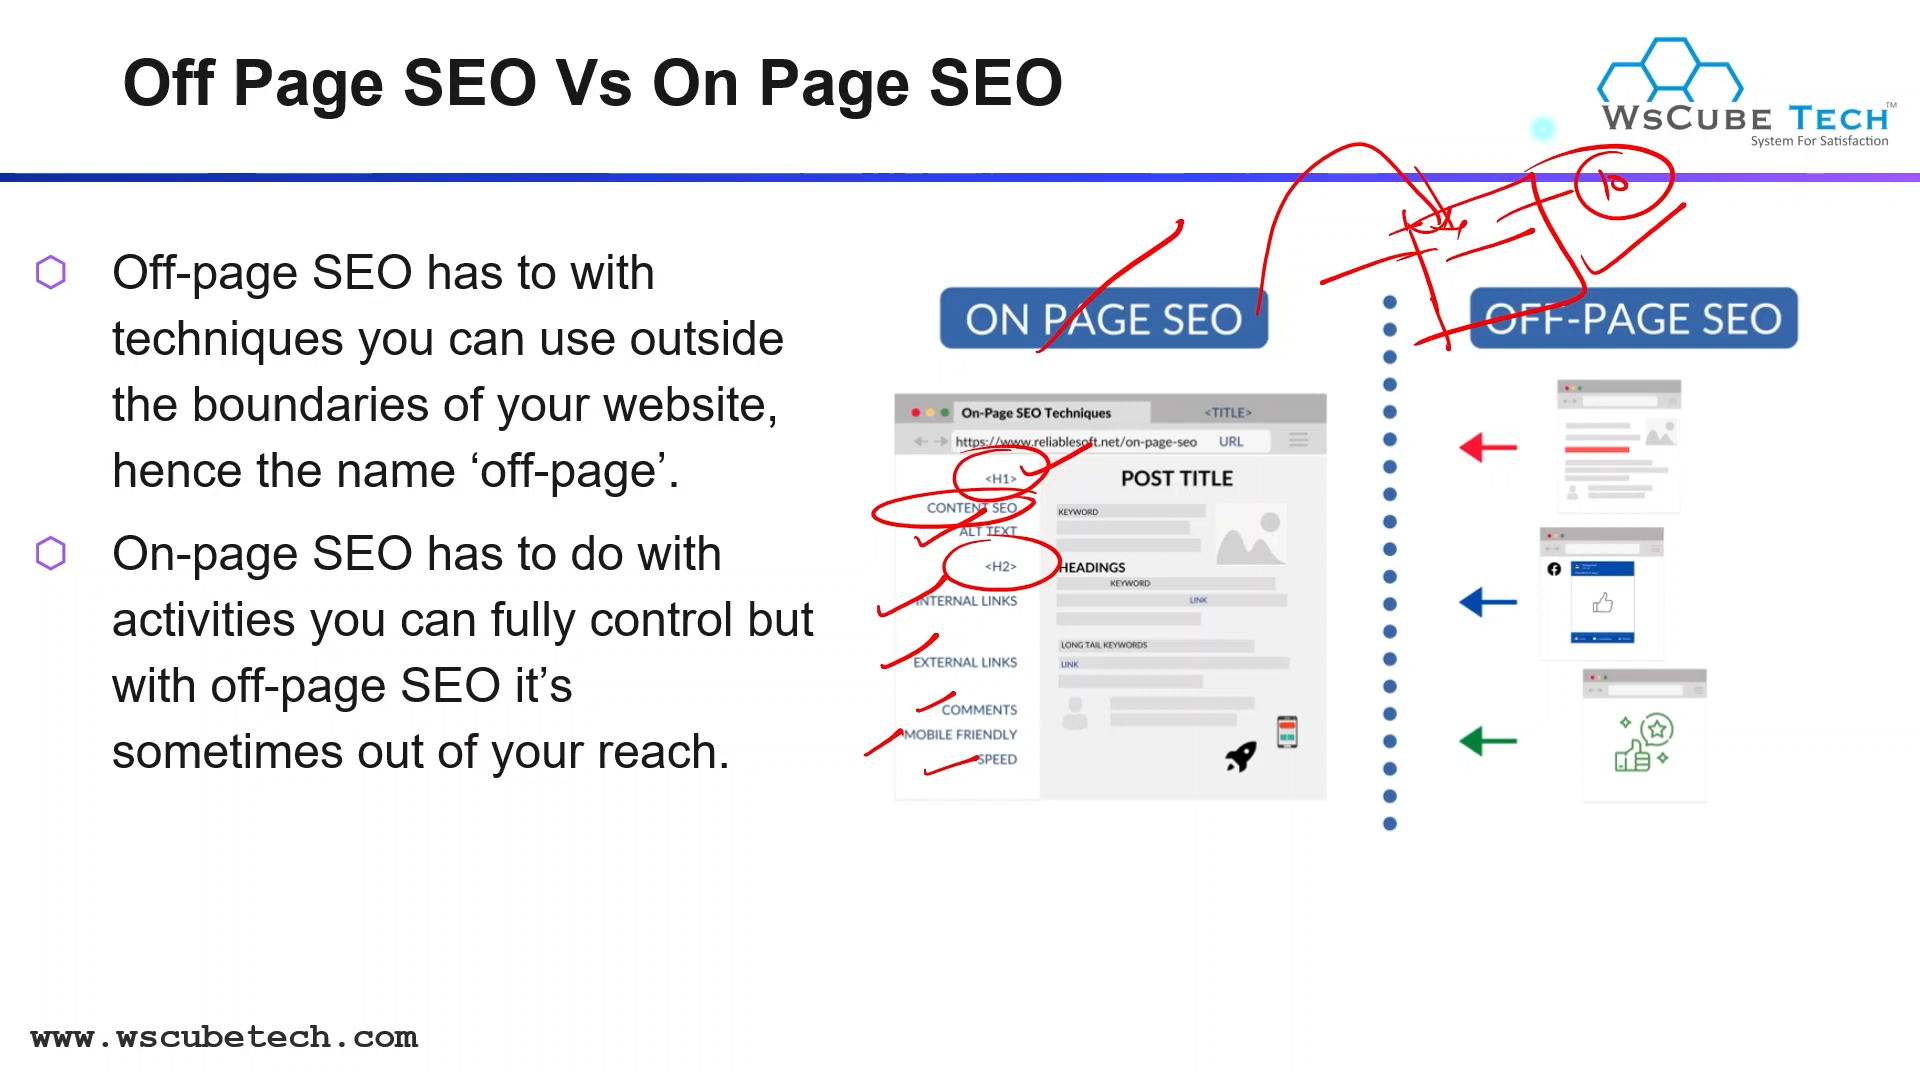 Off Page SEO Vs On Page SEO
WsCube Tech™
System For Satisfaction
10
Off-page SEO has to with
techniques you can use outside
the boundaries of your website,
hence the name ‘off-page’.
On-page SEO has to do with
activities you can fully control but
with off-page SEO it’s
sometimes out of your reach.
ON PAGE SEO
On-Page SEO Techniques
<TITLE>
https://www.reliablesoft.net/on-page-seo
URL
<H1>
CONTENT SEO
ALT TEXT
<H2>
INTERNAL LINKS
EXTERNAL LINKS
COMMENTS
MOBILE FRIENDLY
SPEED
POST TITLE
KEYWORD
HEADINGS
KEYWORD
LINK
LONG TAIL KEYWORDS
LINK
OFF-PAGE SEO
www.wscubetech.com